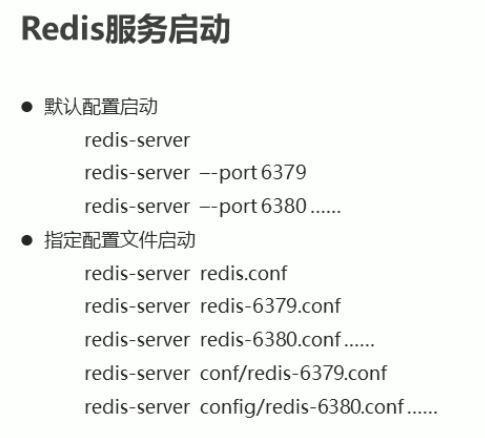 Redis服务启动
● 默认配置启动
redis-server
redis-server –-port 6379
redis-server –-port 6380 ……
● 指定配置文件启动
redis-server redis.conf
redis-server redis-6379.conf
redis-server redis-6380.conf ……
redis-server conf/redis-6379.conf
redis-server config/redis-6380.conf ……